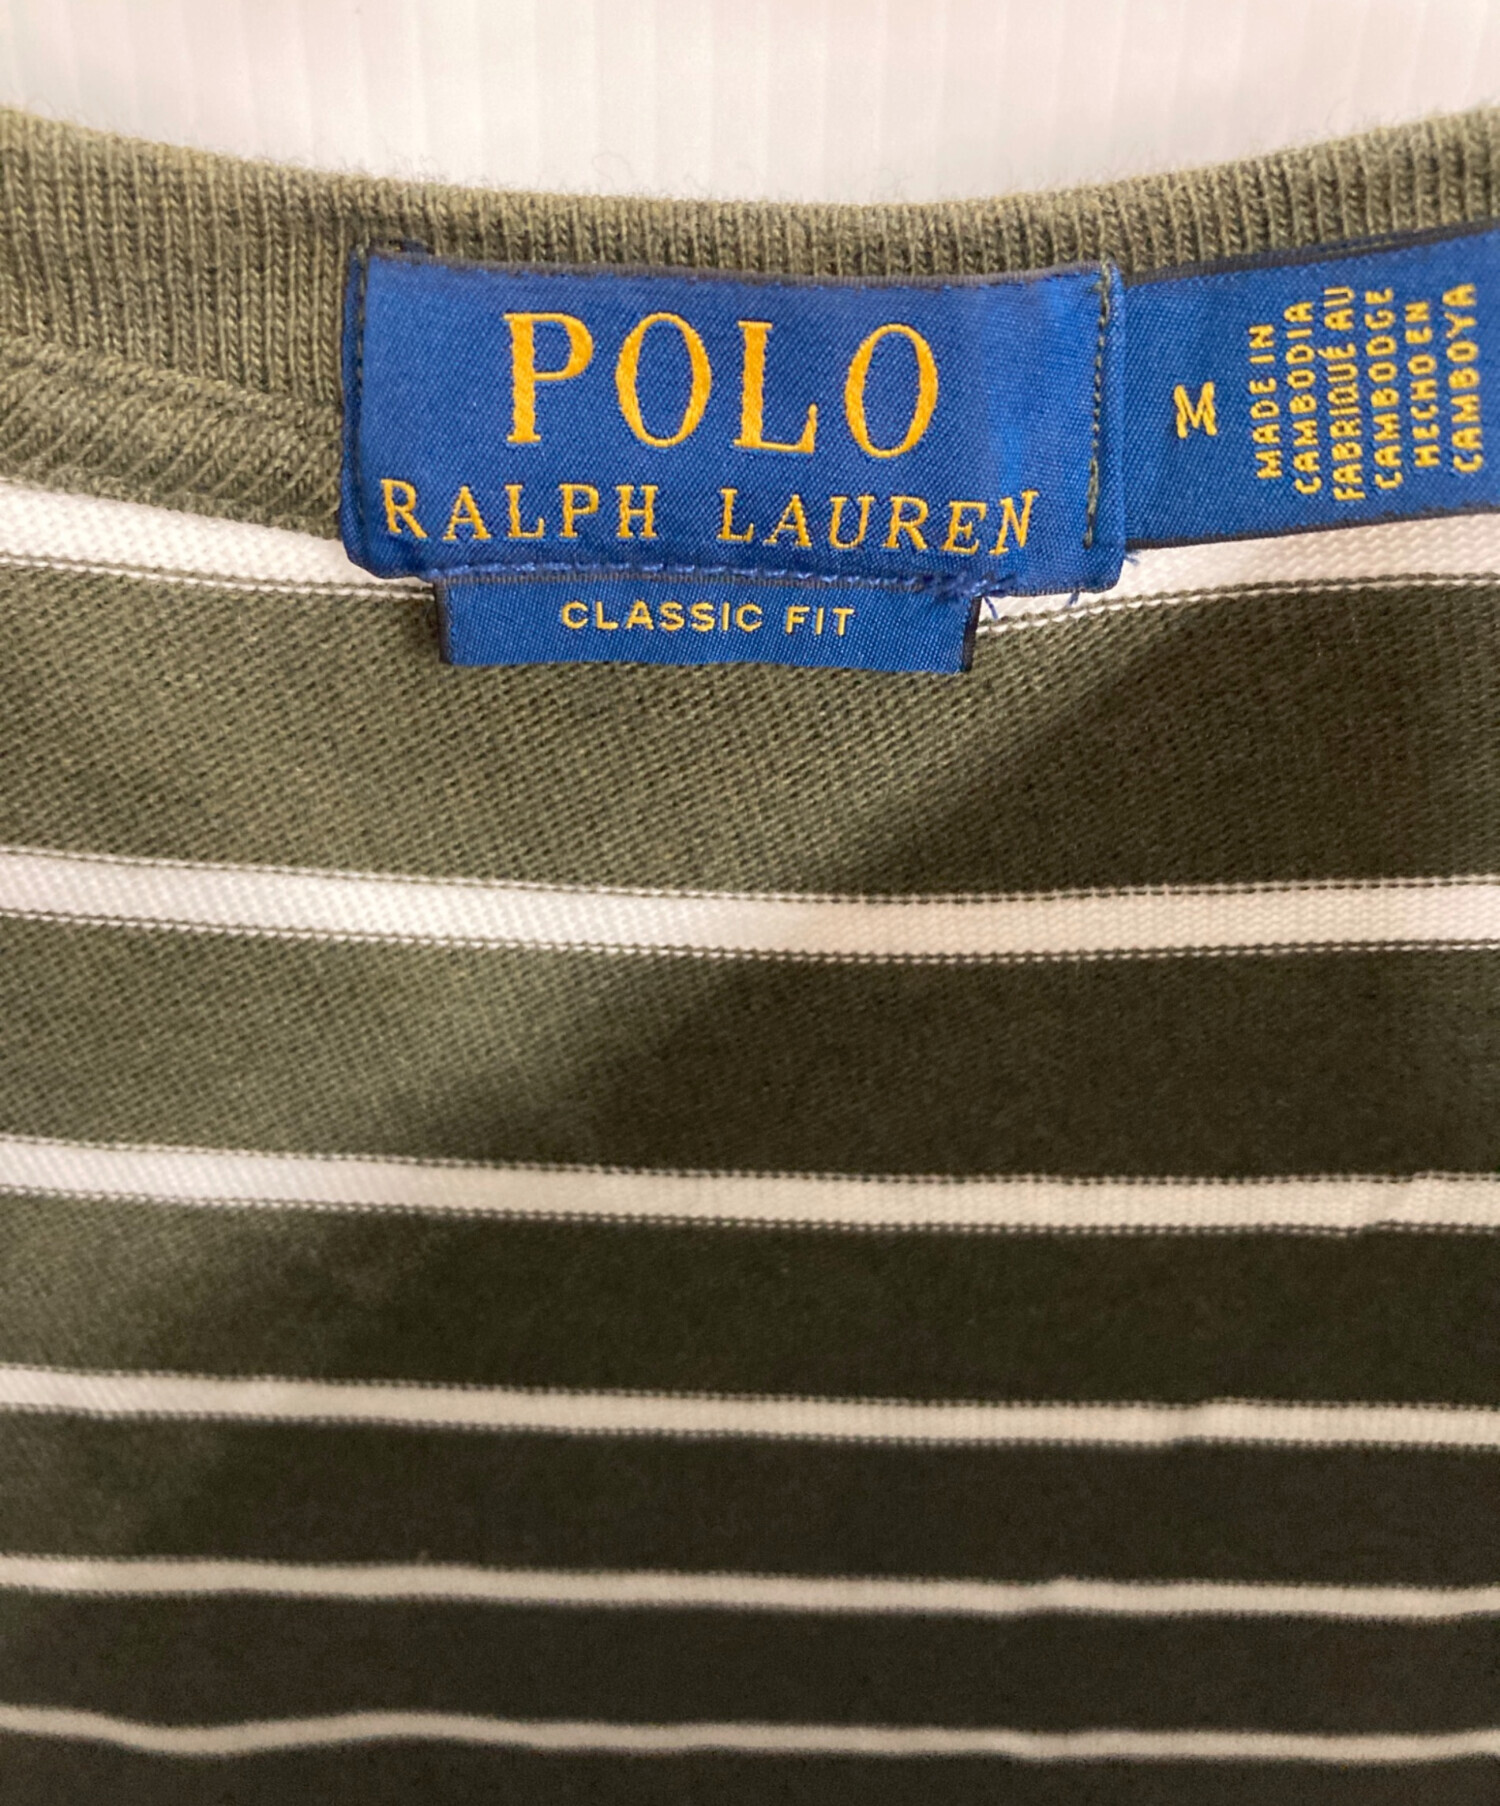 POLO
RALPH LAUREN
CLASSIC FIT
M
MADE IN
CAMBODIA
FABRIQUÉ AU
CAMBODGE
HECHO EN
CAMBOYA